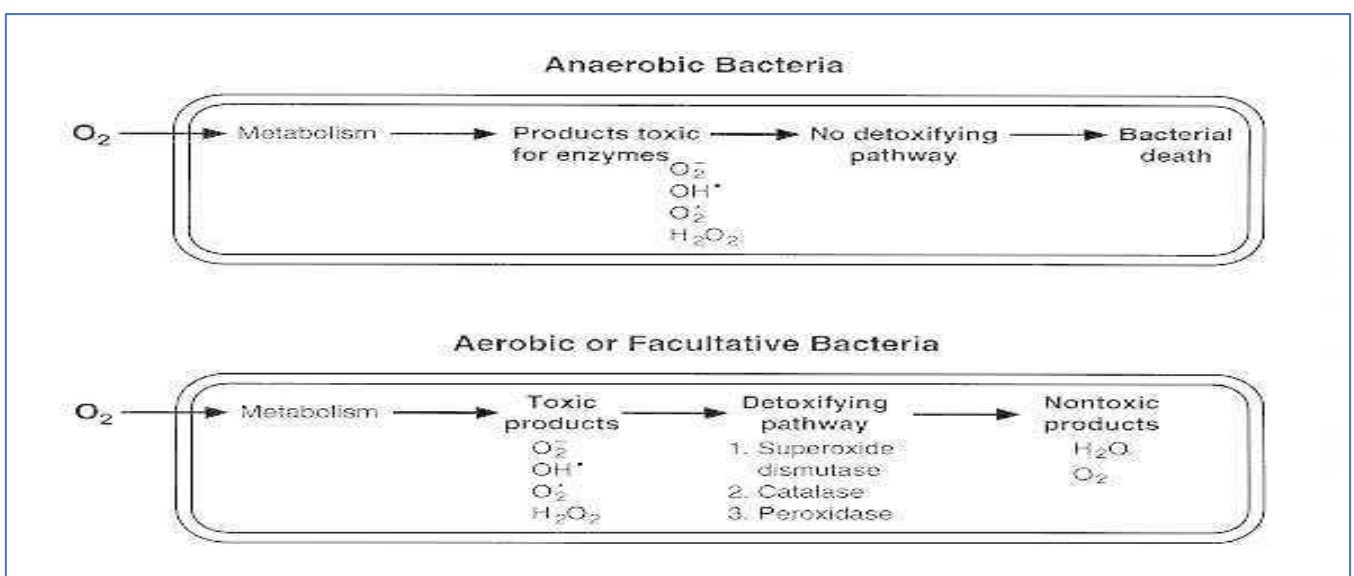 Anaerobic Bacteria
O₂ Metabolism Products toxic No detoxifying Bacterial
for enzymes pathway death
O₂⁻
OH•
O₂•
H₂O₂
Aerobic or Facultative Bacteria
O₂ Metabolism Toxic Detoxifying Nontoxic
products pathway products
O₂⁻ 1. Superoxide H₂O
OH• dismutase O₂
O₂• 2. Catalase
H₂O₂ 3. Peroxidase